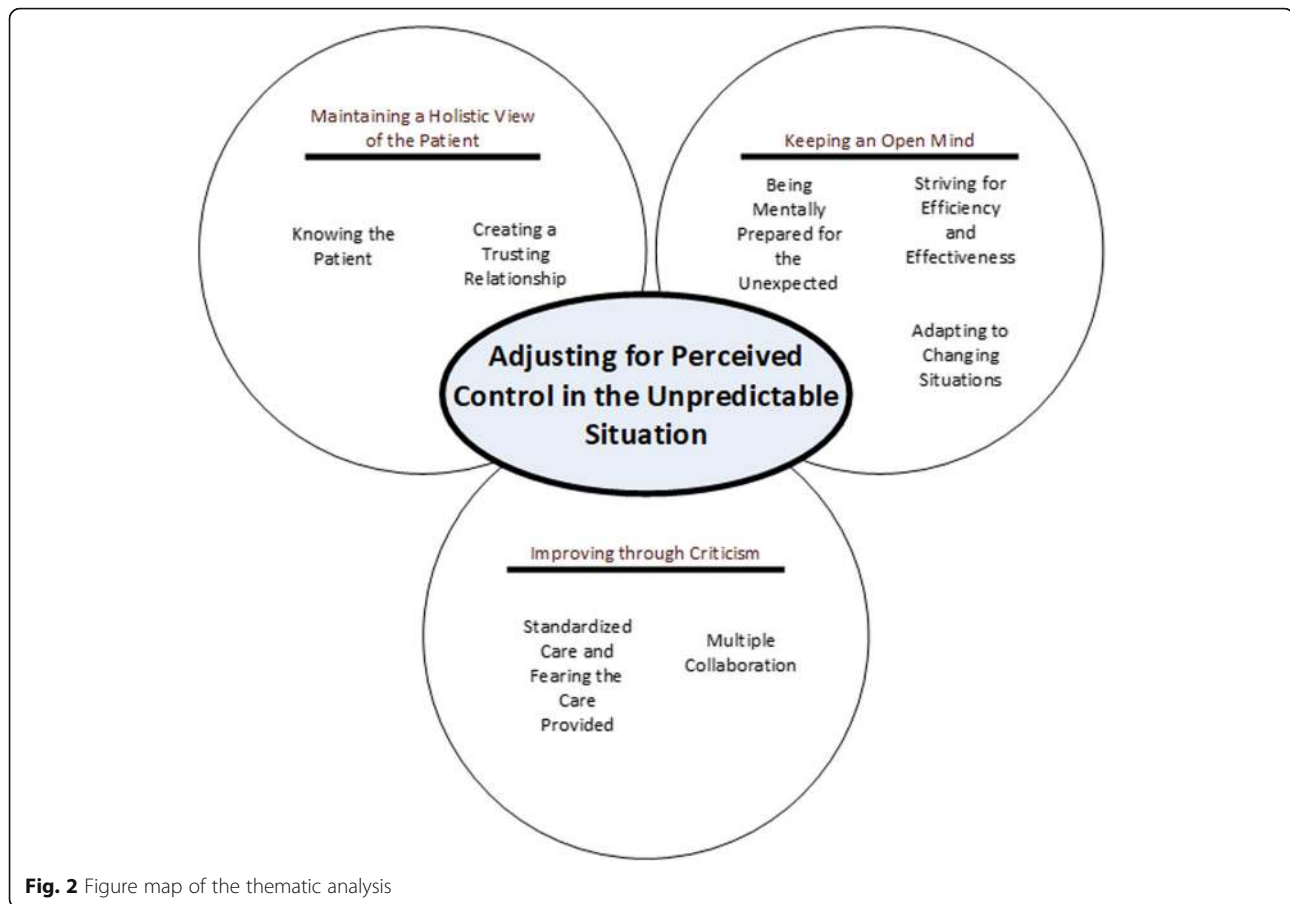 Maintaining a Holistic View
of the Patient
Knowing the
Patient
Creating a
Trusting
Relationship
Keeping an Open Mind
Being
Mentally
Prepared for
the
Unexpected
Striving for
Efficiency
and
Effectiveness
Adapting to
Changing
Situations
Adjusting for Perceived
Control in the Unpredictable
Situation
Improving through Criticism
Standardized
Care and
Fearing the
Care
Provided
Multiple
Collaboration
Fig. 2 Figure map of the thematic analysis